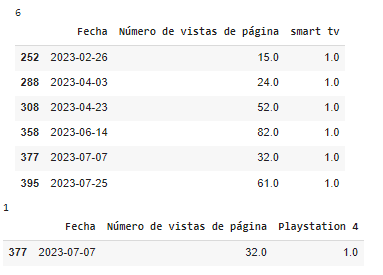 6
Fecha Número de vistas de página smart tv
252 2023-02-26 15.0 1.0
288 2023-04-03 24.0 1.0
308 2023-04-23 52.0 1.0
358 2023-06-14 82.0 1.0
377 2023-07-07 32.0 1.0
395 2023-07-25 61.0 1.0
1
Fecha Número de vistas de página Playstation 4
377 2023-07-07 32.0 1.0